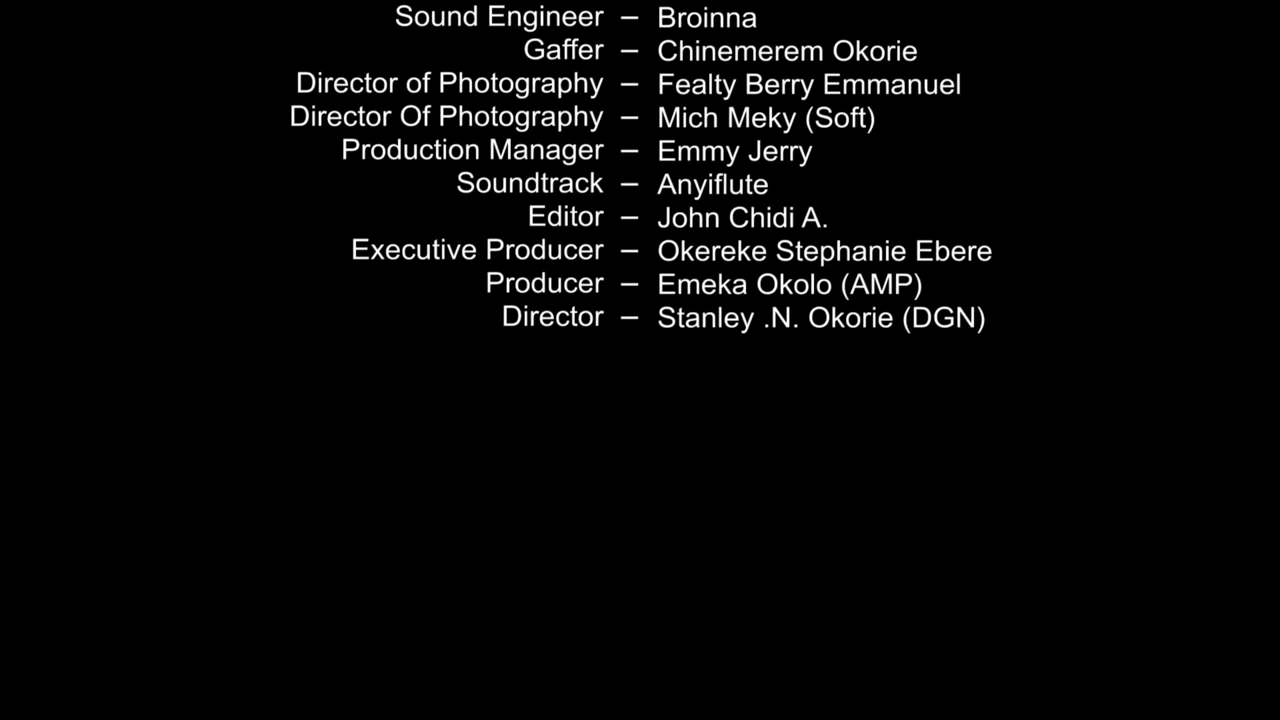 Sound Engineer – Broinna
Gaffer – Chinemerem Okorie
Director of Photography – Fealty Berry Emmanuel
Director Of Photography – Mich Meky (Soft)
Production Manager – Emmy Jerry
Soundtrack – Anyiflute
Editor – John Chidi A.
Executive Producer – Okereke Stephanie Ebere
Producer – Emeka Okolo (AMP)
Director – Stanley .N. Okorie (DGN)